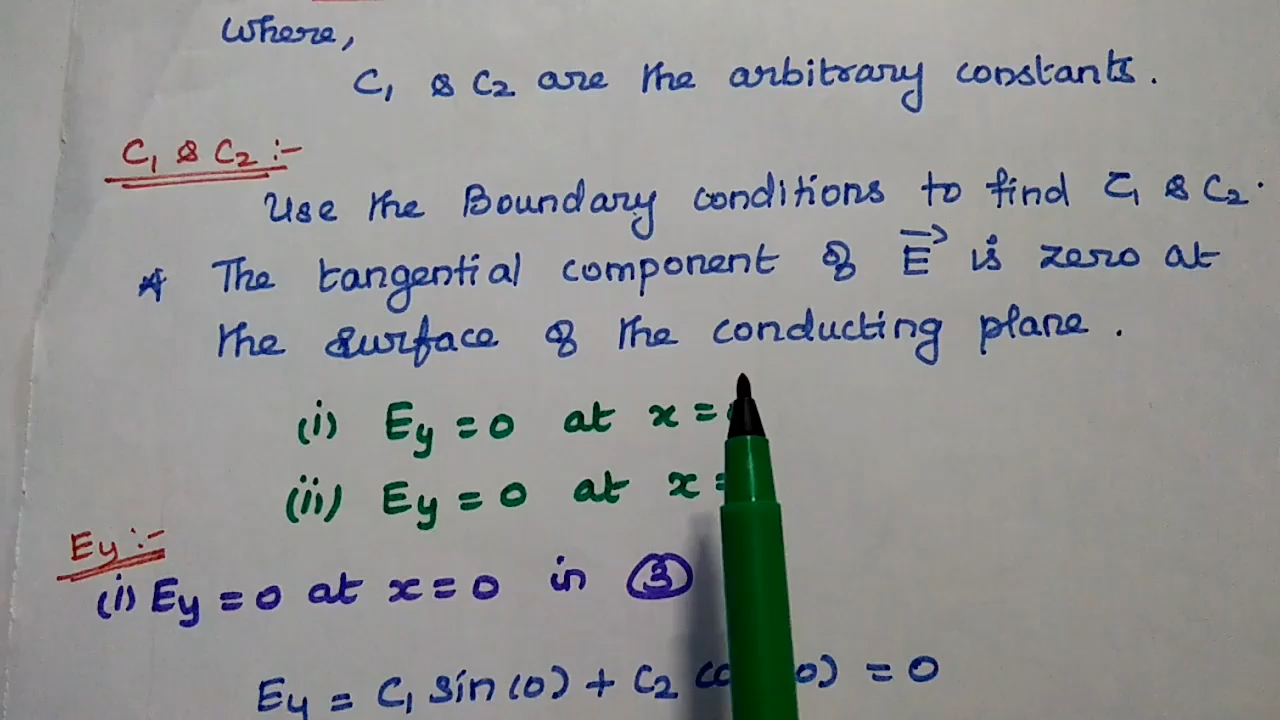 Where,
C₁ & C₂ are the arbitrary constants.
C₁ & C₂ :-
Use the Boundary conditions to find C₁ & C₂.
* The tangential component of E⃗ is zero at
the surface of the conducting plane.
(i) Ey = 0 at x =
(ii) Ey = 0 at x =
Ey :-
(i) Ey = 0 at x = 0 in ③
Ey = C₁ sin(0) + C₂ 0) = 0